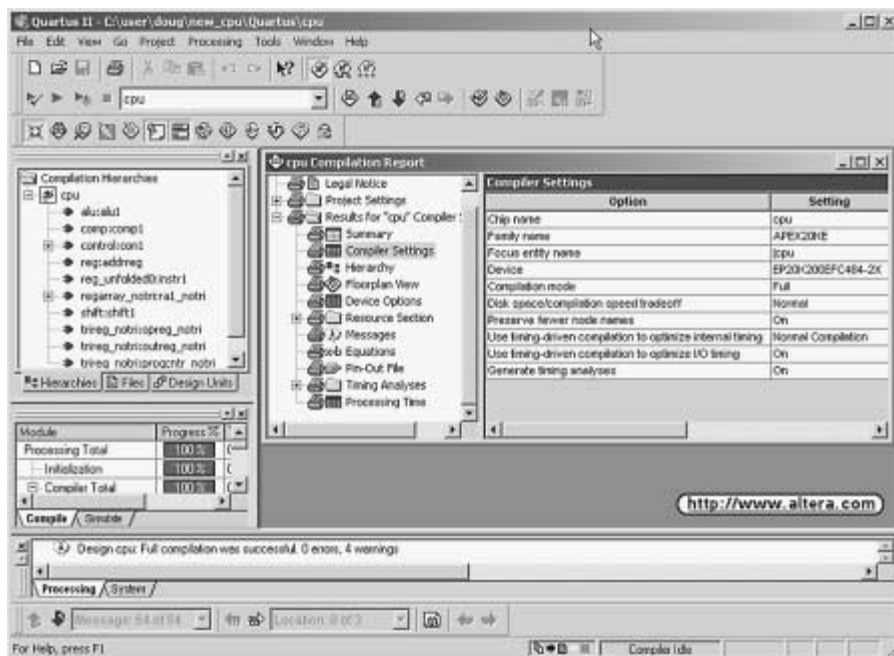 Quartus II - C:\user\doug\new_cpu\Quartus\cpu
File Edit View Go Project Processing Tools Window Help
cpu
Compilation Hierarchies
cpu
alu:alu1
comp:comp1
control:con1
reg:addrreg
reg_unfolded0:instr1
regarray_notri:ra1_notri
shift:shift1
trireg_notri:opreg_notri
trireg_notri:outreg_notri
trireg_notri:progcntr_notri
Hierarchies Files Design Units
Module Progress %
Processing Total 100 %
Initialization 100 %
Compiler Total 100 %
Compile Simulate
cpu Compilation Report
Legal Notice
Project Settings
Results for "cpu" Compiler
Summary
Compiler Settings
Hierarchy
Floorplan View
Device Options
Resource Section
Messages
Equations
Pin-Out File
Timing Analyses
Processing Time
Compiler Settings
Option Setting
Chip name cpu
Family name APEX20KE
Focus entity name |cpu
Device EP20K200EFC484-2X
Compilation mode Full
Disk space/compilation speed tradeoff Normal
Preserve fewer node names On
Use timing-driven compilation to optimize internal timing Normal Compilation
Use timing-driven compilation to optimize I/O timing On
Generate timing analyses On
http://www.altera.com
Design cpu: Full compilation was successful. 0 errors, 4 warnings
Processing System
Message: 64 of 84 Location: 0 of 3
For Help, press F1 Compiler Idle